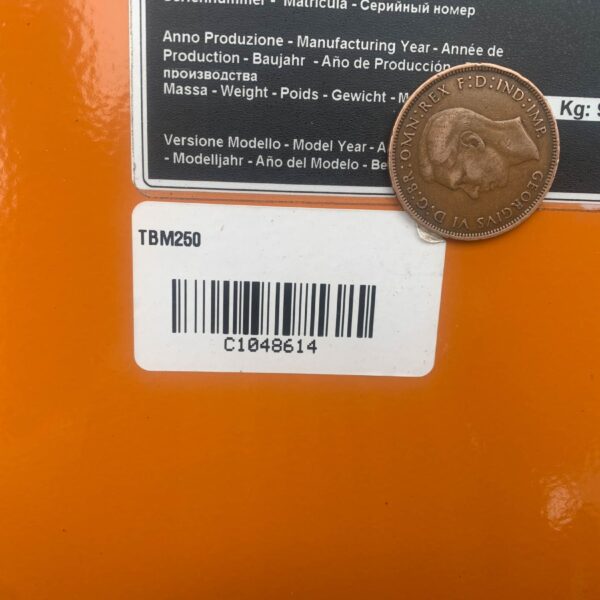 - Matricula - Серийный номер
Anno Produzione - Manufacturing Year - Année de
Production - Baujahr - Año de Producción
производства
Massa - Weight - Poids - Gewicht -
Kg:
Versione Modello - Model Year -
- Modelljahr - Año del Modelo -
GEORGIVS VI D:G:BR:OMN:REX F:D:IND:IMP.
TBM250
C1048614